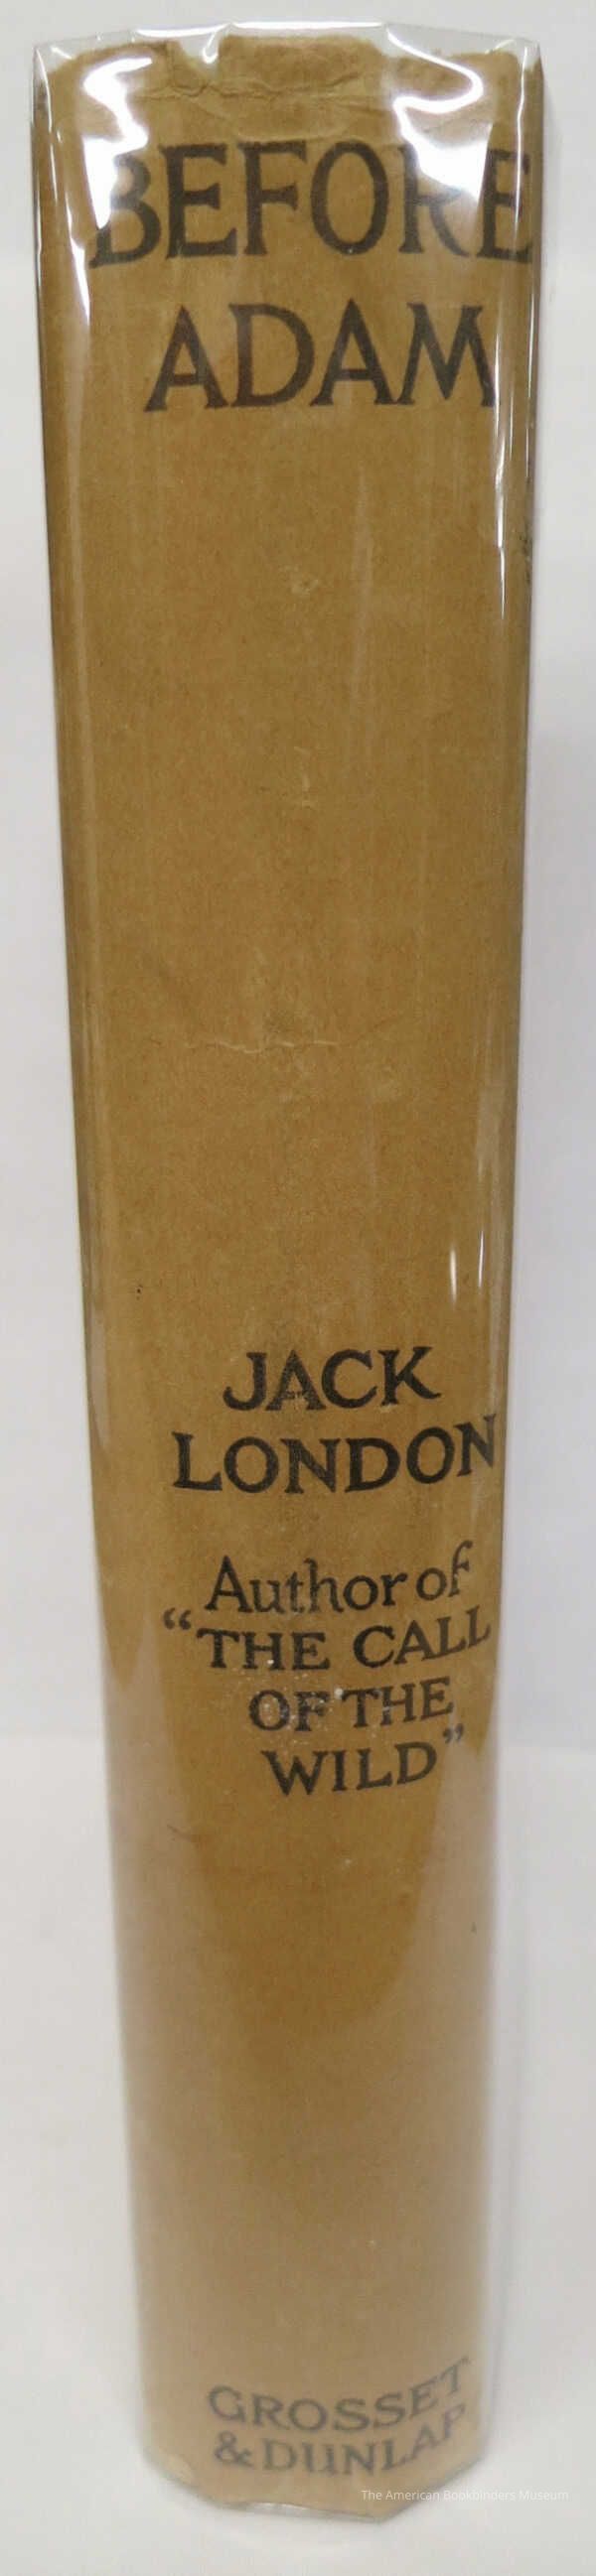 BEFORE
ADAM
JACK
LONDON
Author of
“THE CALL
OF THE
WILD”
GROSSET
& DUNLAP
The American Bookbinders Museum